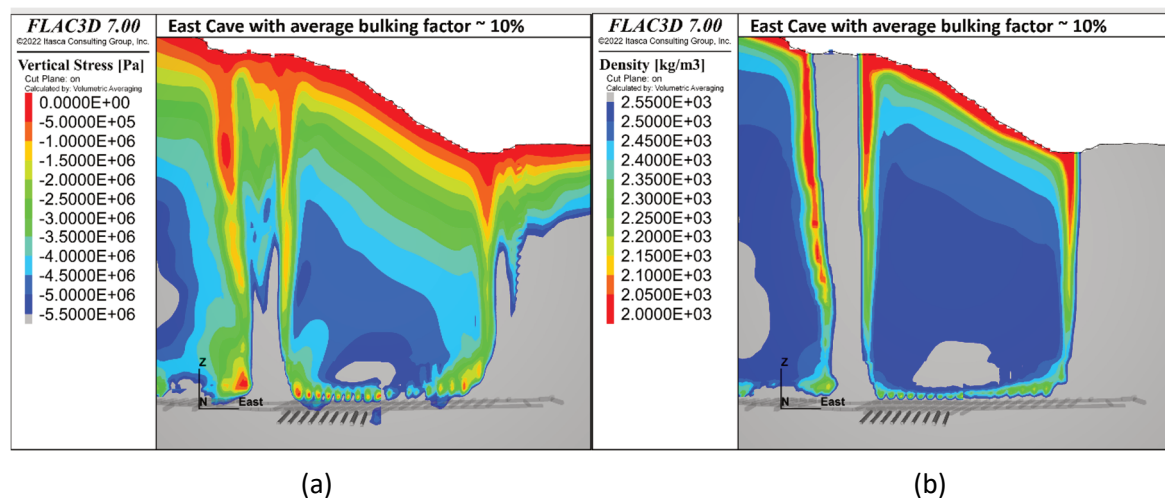 FLAC3D 7.00
©2022 Itasca Consulting Group, Inc.
Vertical Stress [Pa]
Cut Plane: on
Calculated by: Volumetric Averaging
0.0000E+00
-5.0000E+05
-1.0000E+06
-1.5000E+06
-2.0000E+06
-2.5000E+06
-3.0000E+06
-3.5000E+06
-4.0000E+06
-4.5000E+06
-5.0000E+06
-5.5000E+06
East Cave with average bulking factor ~ 10%
Z
N
East
(a)
FLAC3D 7.00
©2022 Itasca Consulting Group, Inc.
Density [kg/m3]
Cut Plane: on
Calculated by: Volumetric Averaging
2.5500E+03
2.5000E+03
2.4500E+03
2.4000E+03
2.3500E+03
2.3000E+03
2.2500E+03
2.2000E+03
2.1500E+03
2.1000E+03
2.0500E+03
2.0000E+03
East Cave with average bulking factor ~ 10%
Z
N
East
(b)